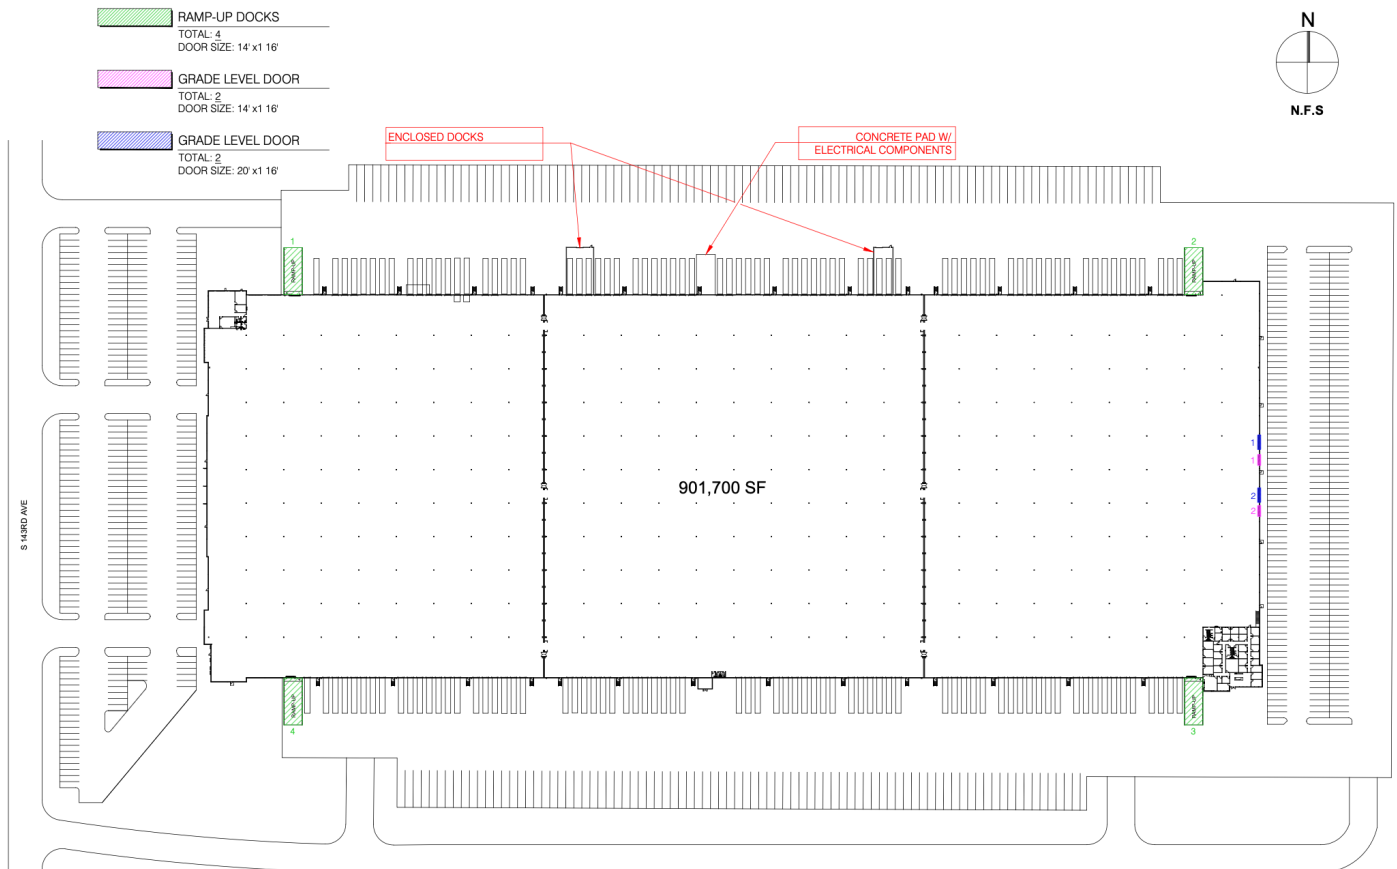 RAMP-UP DOCKS
TOTAL: 4
DOOR SIZE: 14' x1 16'
GRADE LEVEL DOOR
TOTAL: 2
DOOR SIZE: 14' x1 16'
GRADE LEVEL DOOR
TOTAL: 2
DOOR SIZE: 20' x1 16'
N
N.F.S
ENCLOSED DOCKS
CONCRETE PAD W/
ELECTRICAL COMPONENTS
1
RAMP-UP
2
RAMP-UP
1
1
901,700 SF
2
2
S 143RD AVE
RAMP-UP
4
RAMP-UP
3